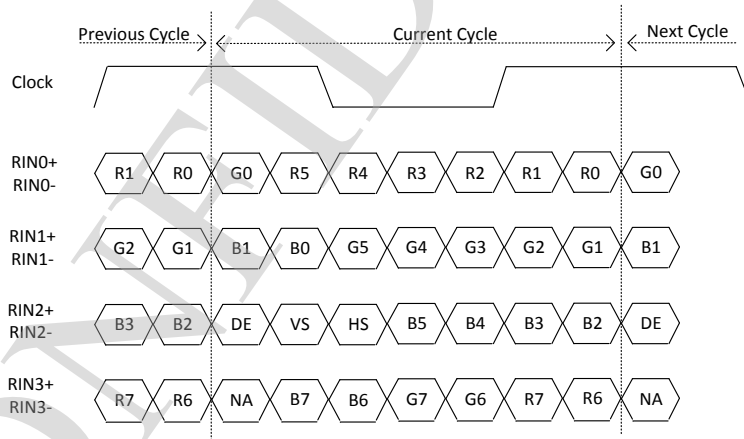 Previous Cycle Current Cycle Next Cycle
Clock
RIN0+
RIN0-
R1 R0 G0 R5 R4 R3 R2 R1 R0 G0
RIN1+
RIN1-
G2 G1 B1 B0 G5 G4 G3 G2 G1 B1
RIN2+
RIN2-
B3 B2 DE VS HS B5 B4 B3 B2 DE
RIN3+
RIN3-
R7 R6 NA B7 B6 G7 G6 R7 R6 NA